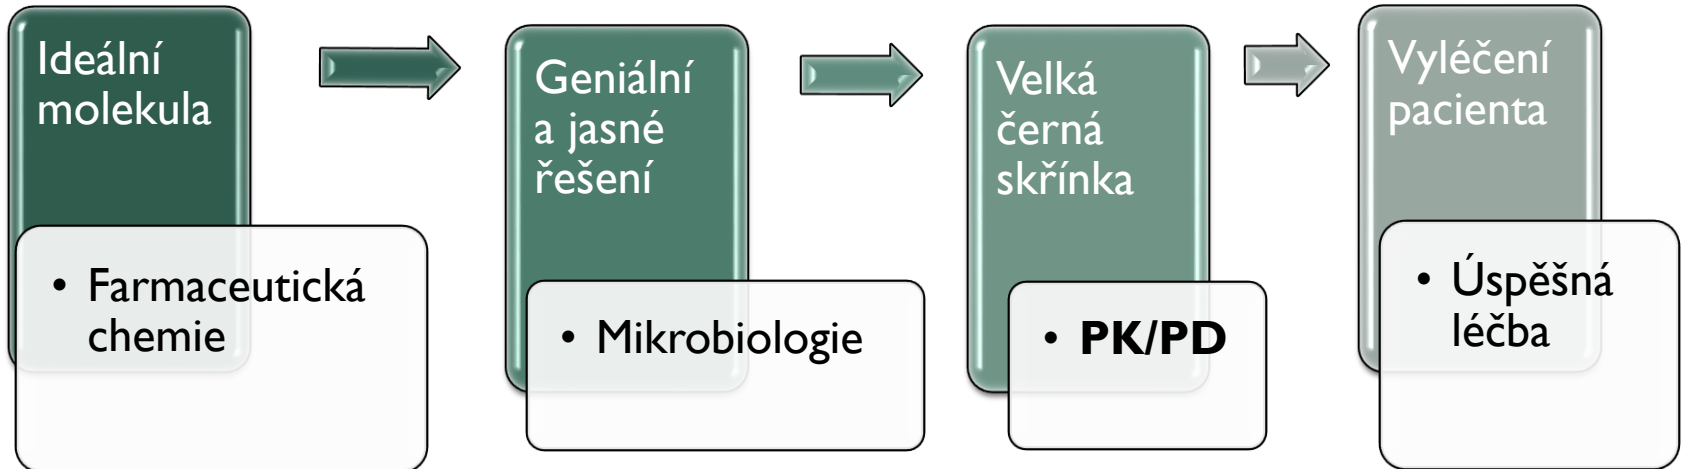 Ideální
molekula
• Farmaceutická
chemie
Geniální
a jasné
řešení
• Mikrobiologie
Velká
černá
skřínka
• PK/PD
Vyléčení
pacienta
• Úspěšná
léčba